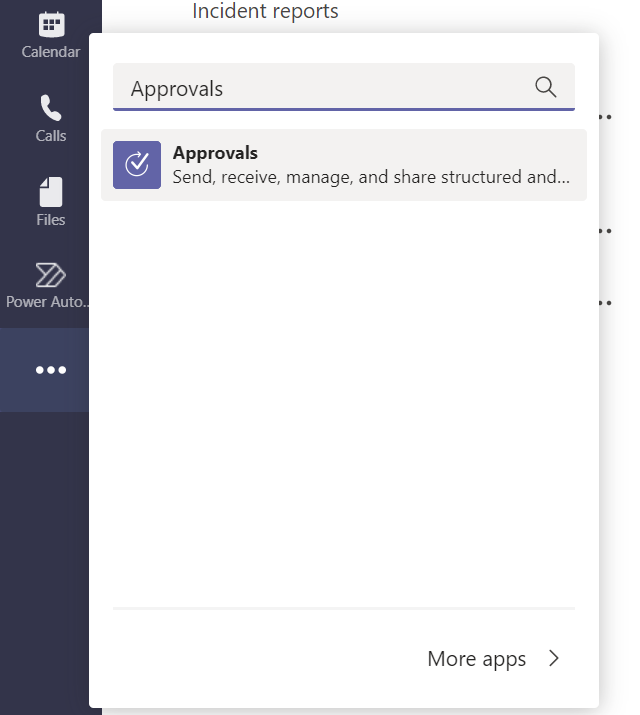 Incident reports
Calendar
Calls
Files
Power Auto..
Approvals
Approvals
Send, receive, manage, and share structured and...
More apps